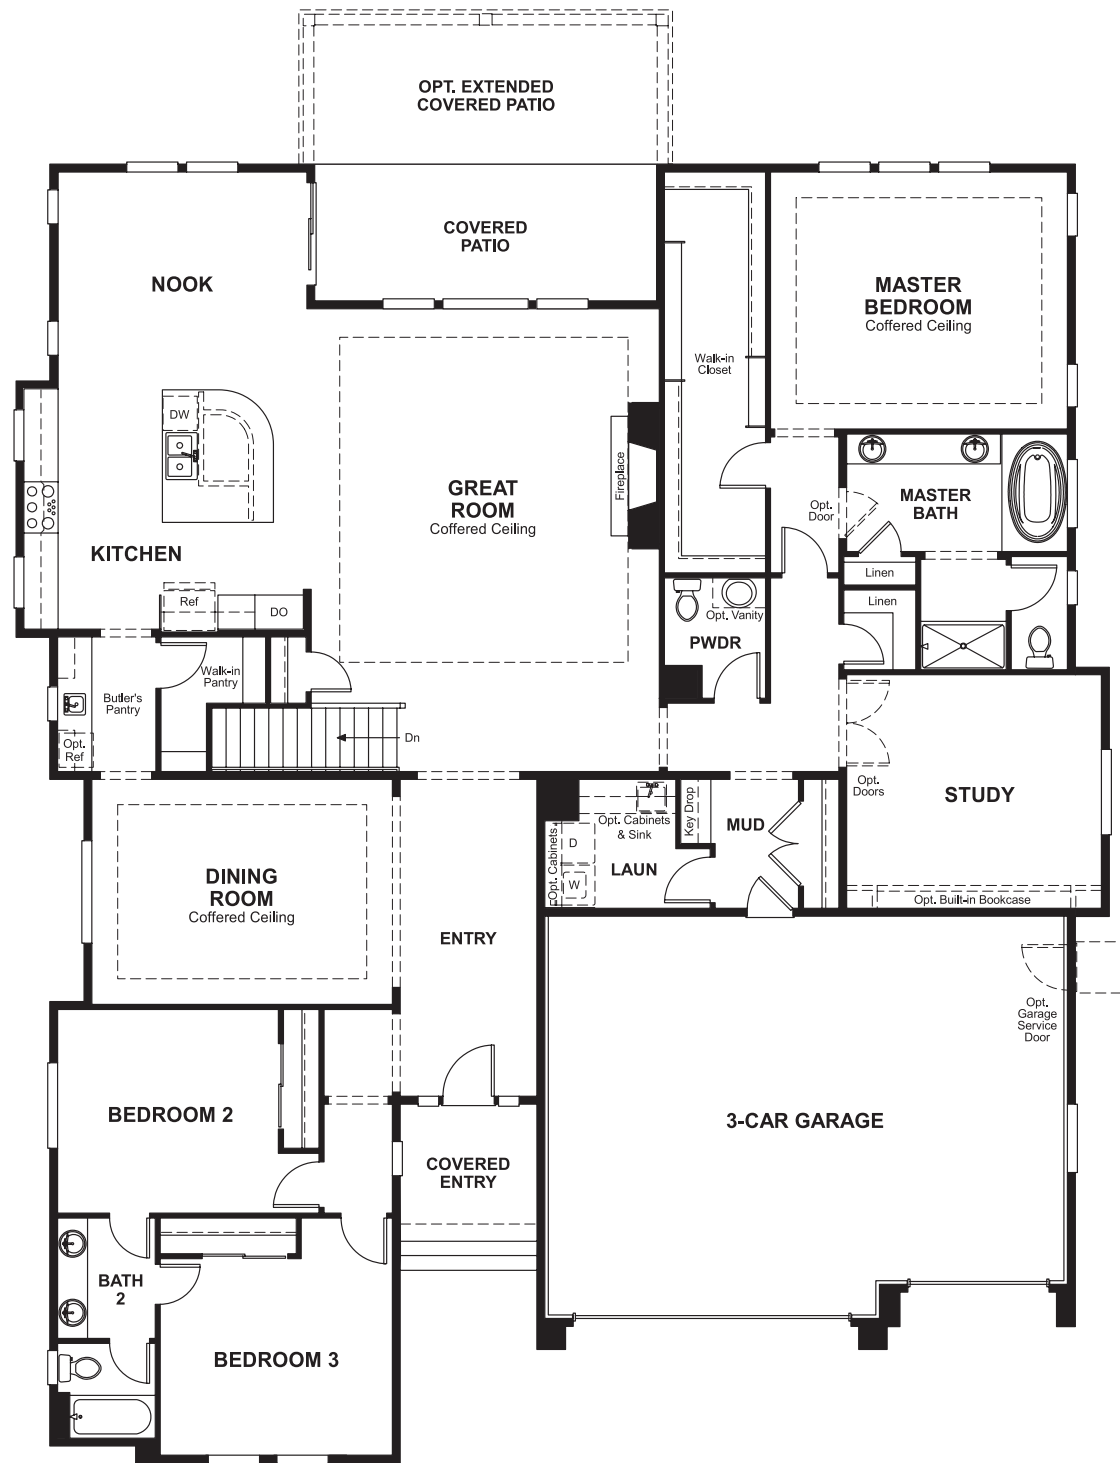 OPT. EXTENDED
COVERED PATIO
COVERED
PATIO
NOOK
MASTER
BEDROOM
Coffered Ceiling
Walk-in
Closet
DW
GREAT
ROOM
Coffered Ceiling
Fireplace
Opt.
Door
MASTER
BATH
KITCHEN
Linen
Ref
DO
Linen
Opt. Vanity
PWDR
Walk-in
Pantry
Butler's
Pantry
Opt.
Ref
Dn
Opt.
Doors
STUDY
Opt. Cabinets
& Sink
Key Drop
MUD
Opt. Cabinets
D
W
LAUN
DINING
ROOM
Coffered Ceiling
Opt. Built-in Bookcase
ENTRY
Opt.
Garage
Service
Door
BEDROOM 2
3-CAR GARAGE
COVERED
ENTRY
BATH
2
BEDROOM 3